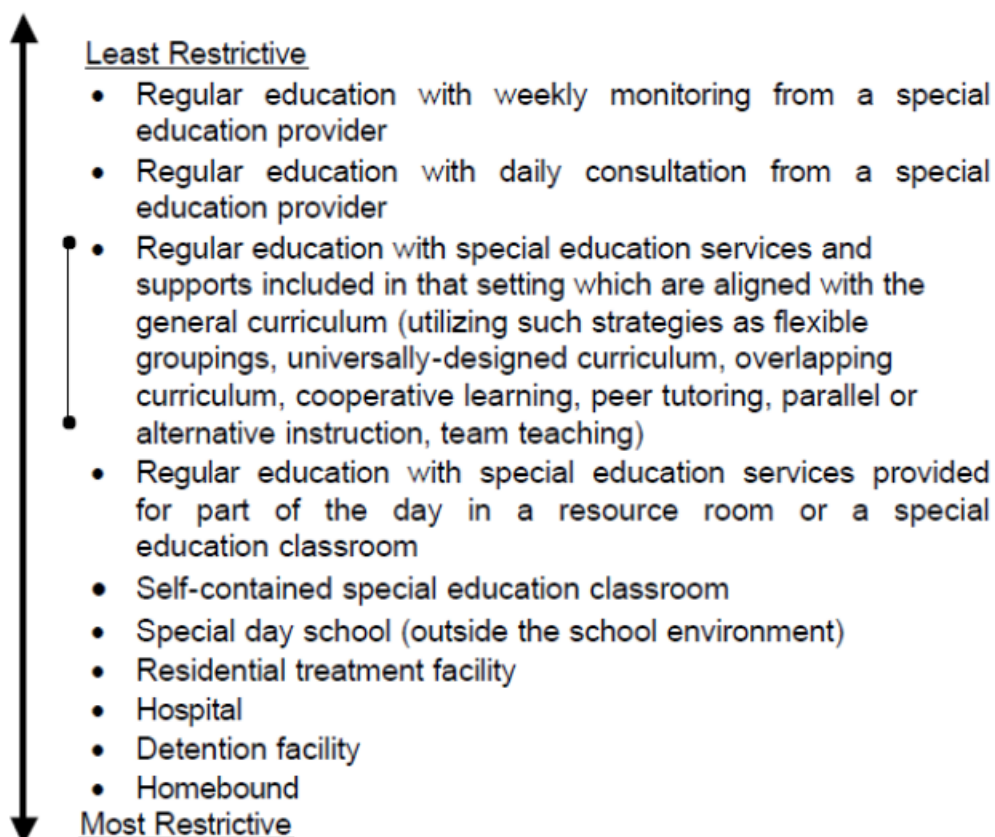 Least Restrictive
• Regular education with weekly monitoring from a special
education provider
• Regular education with daily consultation from a special
education provider
• Regular education with special education services and
supports included in that setting which are aligned with the
general curriculum (utilizing such strategies as flexible
groupings, universally-designed curriculum, overlapping
curriculum, cooperative learning, peer tutoring, parallel or
alternative instruction, team teaching)
• Regular education with special education services provided
for part of the day in a resource room or a special
education classroom
• Self-contained special education classroom
• Special day school (outside the school environment)
• Residential treatment facility
• Hospital
• Detention facility
• Homebound
Most Restrictive